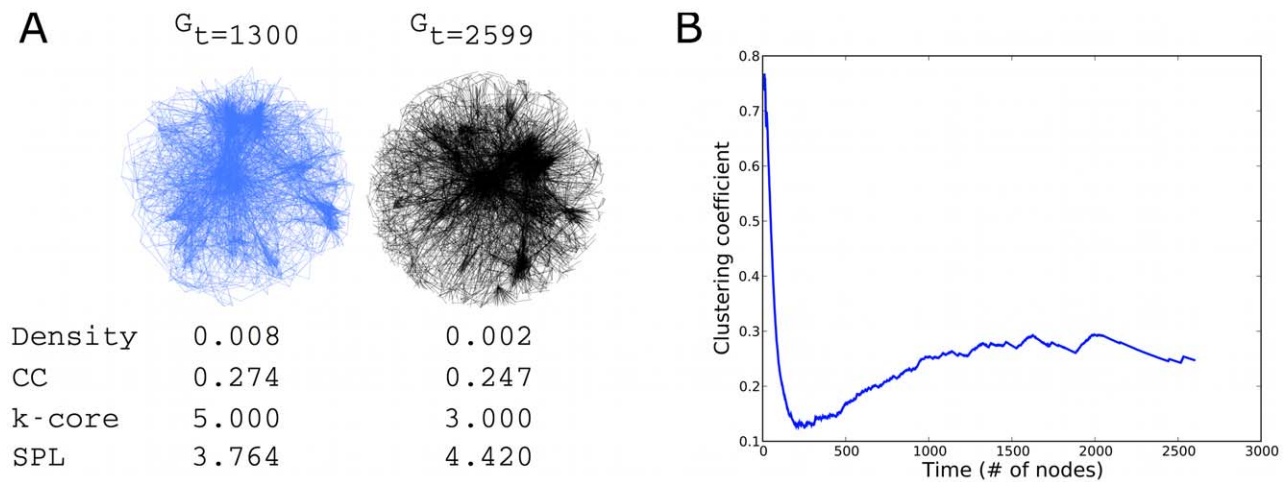 A
G t=1300
G t=2599
Density 0.008 0.002
CC 0.274 0.247
k-core 5.000 3.000
SPL 3.764 4.420
B
Clustering coefficient
0.8
0.7
0.6
0.5
0.4
0.3
0.2
0.1
0 500 1000 1500 2000 2500 3000
Time (# of nodes)